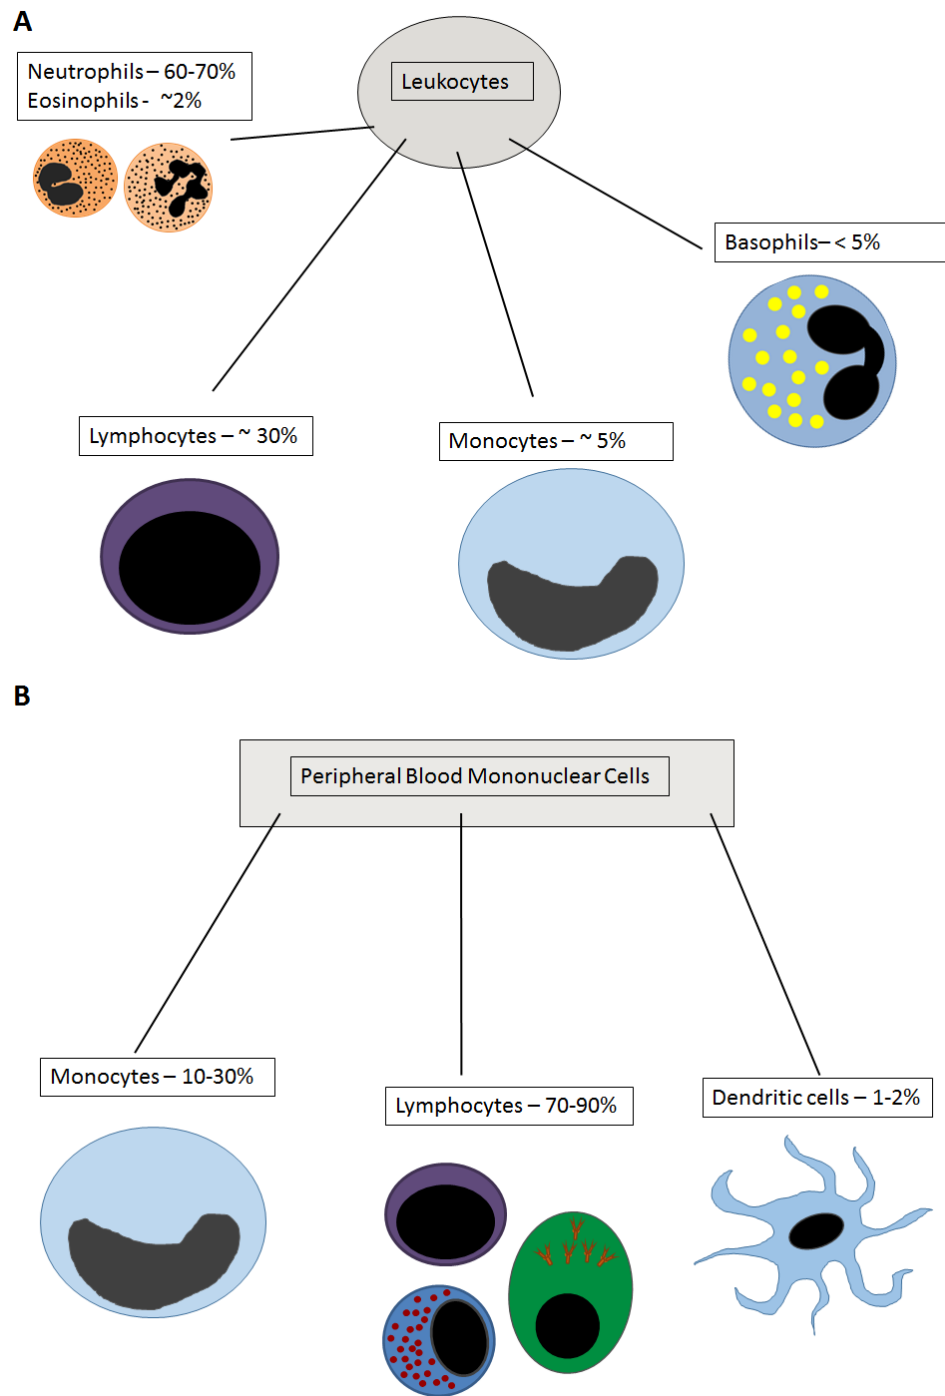 A
Neutrophils – 60-70%
Eosinophils -  ~2%
Leukocytes
Basophils– < 5%
Lymphocytes – ~ 30%
Monocytes – ~ 5%
B
Peripheral Blood Mononuclear Cells
Monocytes – 10-30%
Lymphocytes – 70-90%
Dendritic cells – 1-2%